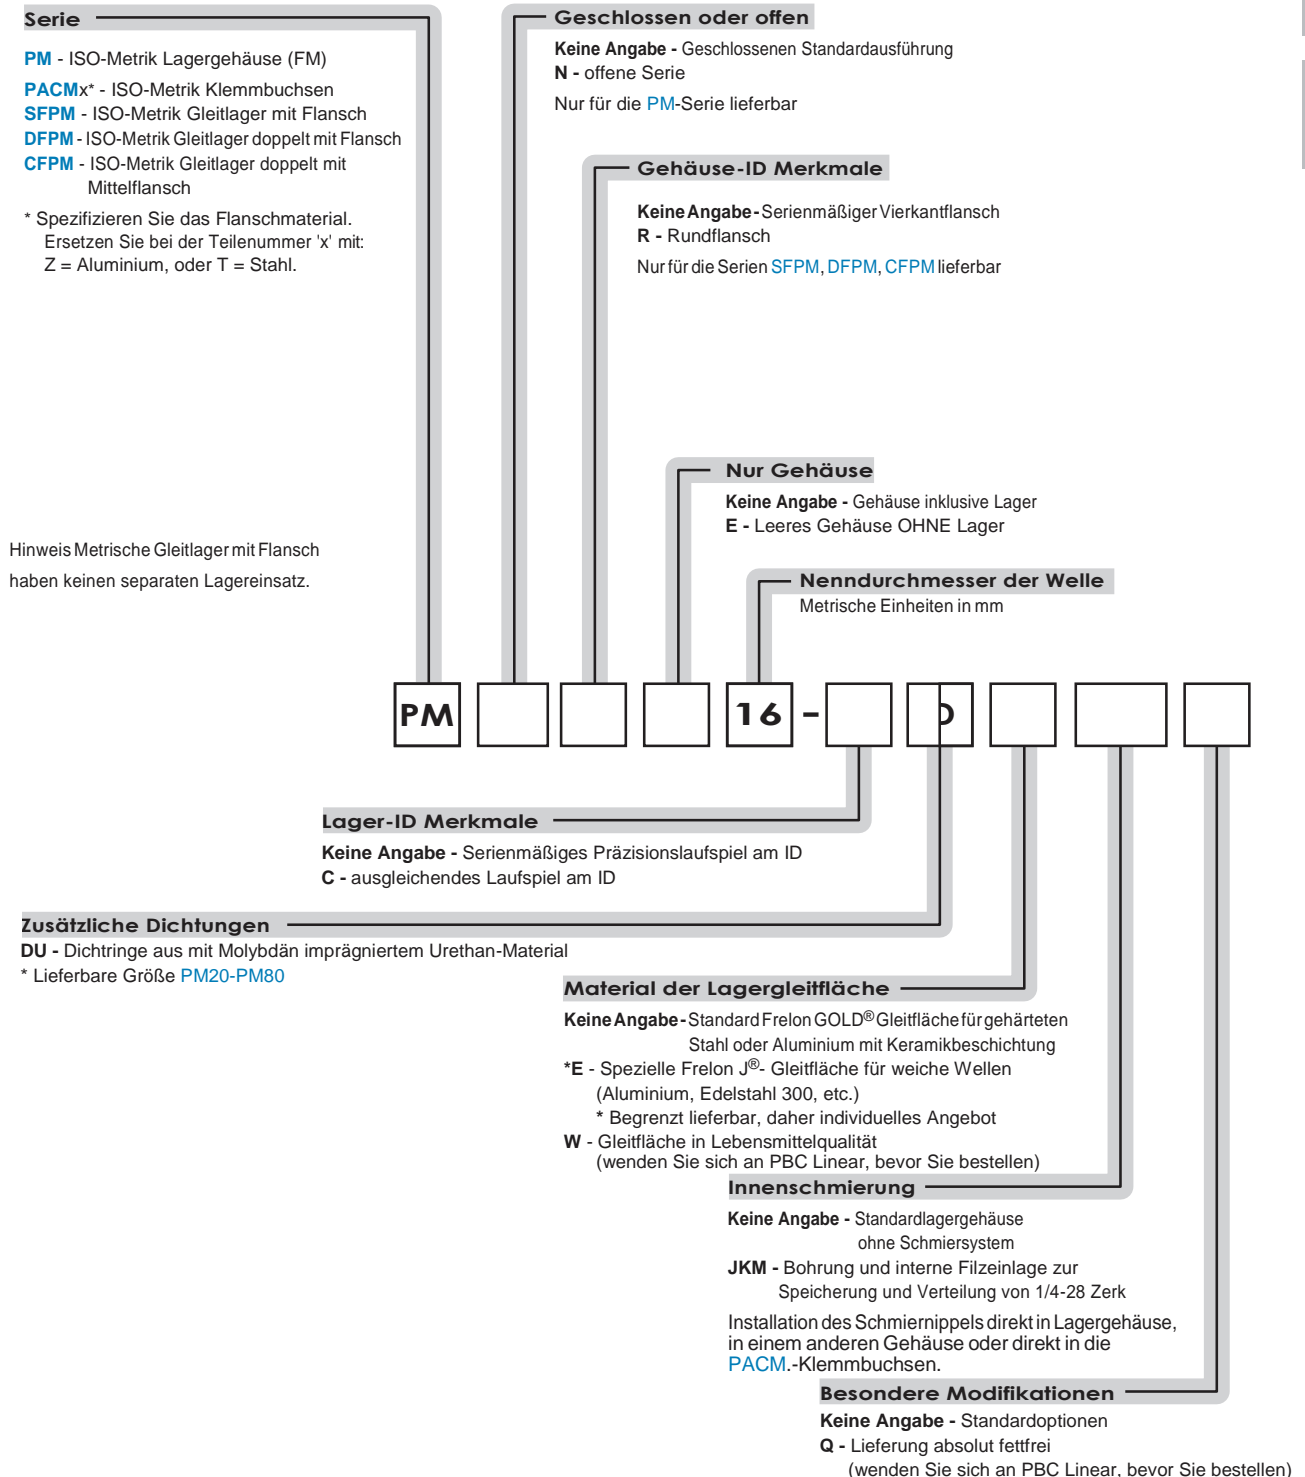 Serie
PM - ISO-Metrik Lagergehäuse (FM)
PACMx* - ISO-Metrik Klemmbuchsen
SFPM - ISO-Metrik Gleitlager mit Flansch
DFPM - ISO-Metrik Gleitlager doppelt mit Flansch
CFPM - ISO-Metrik Gleitlager doppelt mit
Mittelflansch
* Spezifizieren Sie das Flanschmaterial.
Ersetzen Sie bei der Teilenummer 'x' mit:
Z = Aluminium, oder T = Stahl.
Geschlossen oder offen
Keine Angabe - Geschlossenen Standardausführung
N - offene Serie
Nur für die PM-Serie lieferbar
Gehäuse-ID Merkmale
Keine Angabe - Serienmäßiger Vierkantflansch
R - Rundflansch
Nur für die Serien SFPM, DFPM, CFPM lieferbar
Nur Gehäuse
Keine Angabe - Gehäuse inklusive Lager
E - Leeres Gehäuse OHNE Lager
Hinweis Metrische Gleitlager mit Flansch
haben keinen separaten Lagereinsatz.
Nenndurchmesser der Welle
Metrische Einheiten in mm
PM 16 -
Lager-ID Merkmale
Keine Angabe - Serienmäßiges Präzisionslaufspiel am ID
C - ausgleichendes Laufspiel am ID
Zusätzliche Dichtungen
DU - Dichtringe aus mit Molybdän imprägniertem Urethan-Material
* Lieferbare Größe PM20-PM80
Material der Lagergleitfläche
Keine Angabe - Standard Frelon GOLD® Gleitfläche für gehärteten
Stahl oder Aluminium mit Keramikbeschichtung
*E - Spezielle Frelon J®- Gleitfläche für weiche Wellen
(Aluminium, Edelstahl 300, etc.)
* Begrenzt lieferbar, daher individuelles Angebot
W - Gleitfläche in Lebensmittelqualität
(wenden Sie sich an PBC Linear, bevor Sie bestellen)
Innenschmierung
Keine Angabe - Standardlagergehäuse
ohne Schmiersystem
JKM - Bohrung und interne Filzeinlage zur
Speicherung und Verteilung von 1/4-28 Zerk
Installation des Schmiernippels direkt in Lagergehäuse,
in einem anderen Gehäuse oder direkt in die
PACM.-Klemmbuchsen.
Besondere Modifikationen
Keine Angabe - Standardoptionen
Q - Lieferung absolut fettfrei
(wenden Sie sich an PBC Linear, bevor Sie bestellen)